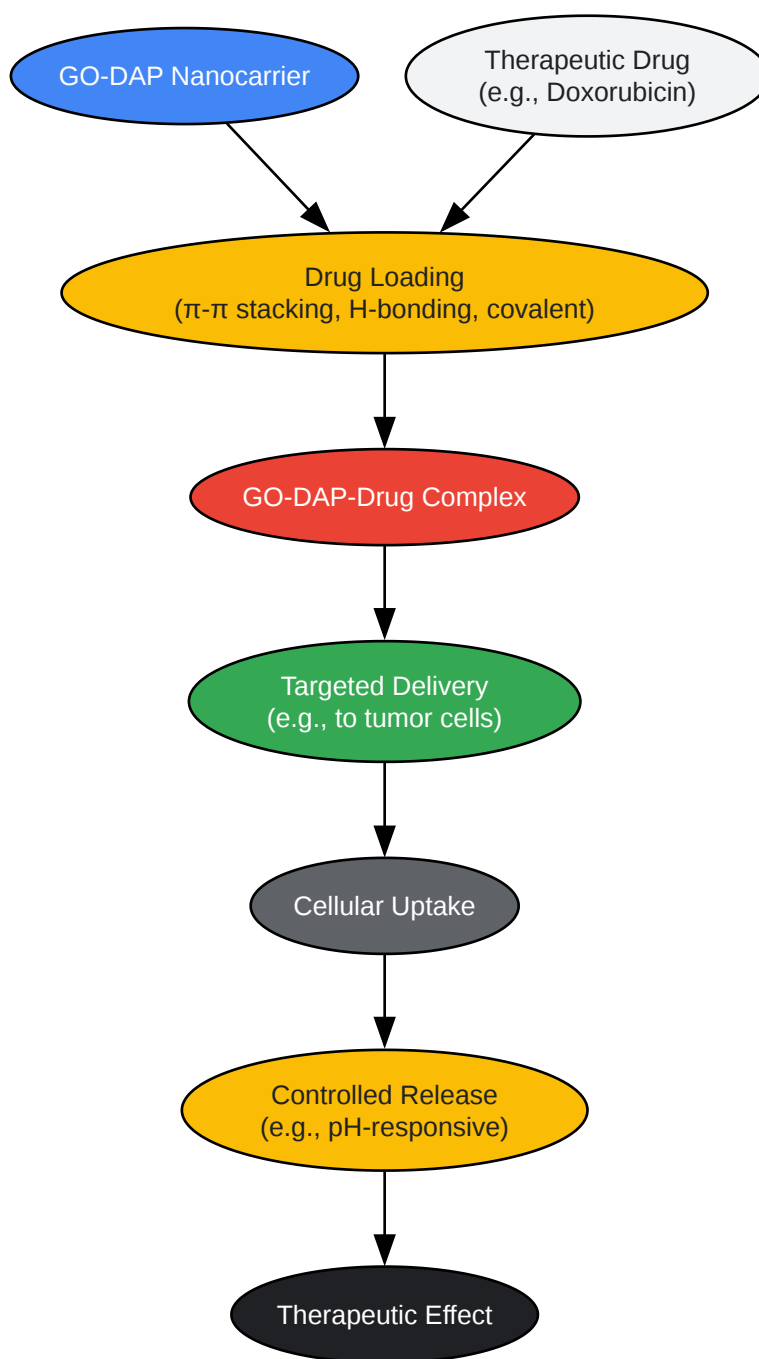 GO-DAP Nanocarrier
Therapeutic Drug
(e.g., Doxorubicin)
Drug Loading
(π-π stacking, H-bonding, covalent)
GO-DAP-Drug Complex
Targeted Delivery
(e.g., to tumor cells)
Cellular Uptake
Controlled Release
(e.g., pH-responsive)
Therapeutic Effect